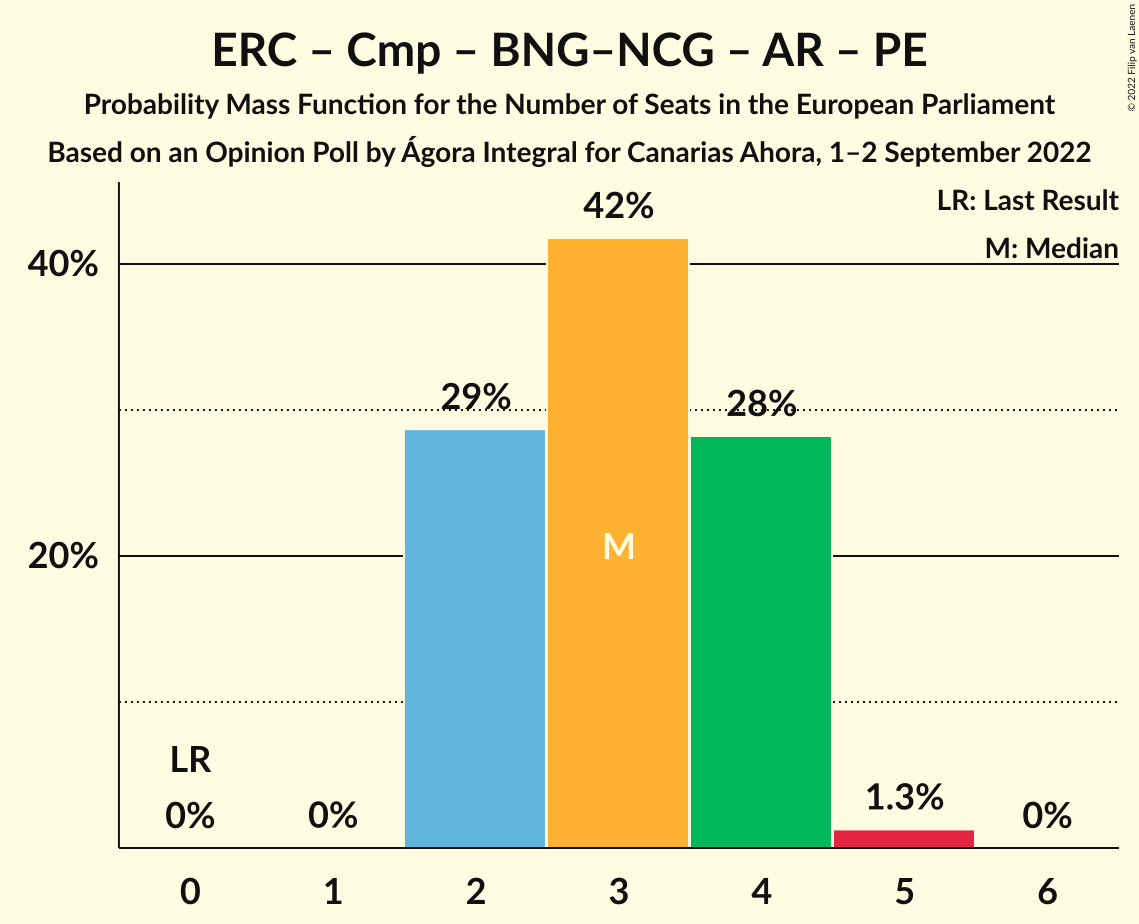 ERC – Cmp – BNG–NCG – AR – PE
Probability Mass Function for the Number of Seats in the European Parliament
Based on an Opinion Poll by Ágora Integral for Canarias Ahora, 1–2 September 2022
© 2022 Filip van Laenen
LR: Last Result
M: Median
42%
40%
29%
28%
M
20%
LR
0%
0%
1.3%
0%
0
1
2
3
4
5
6